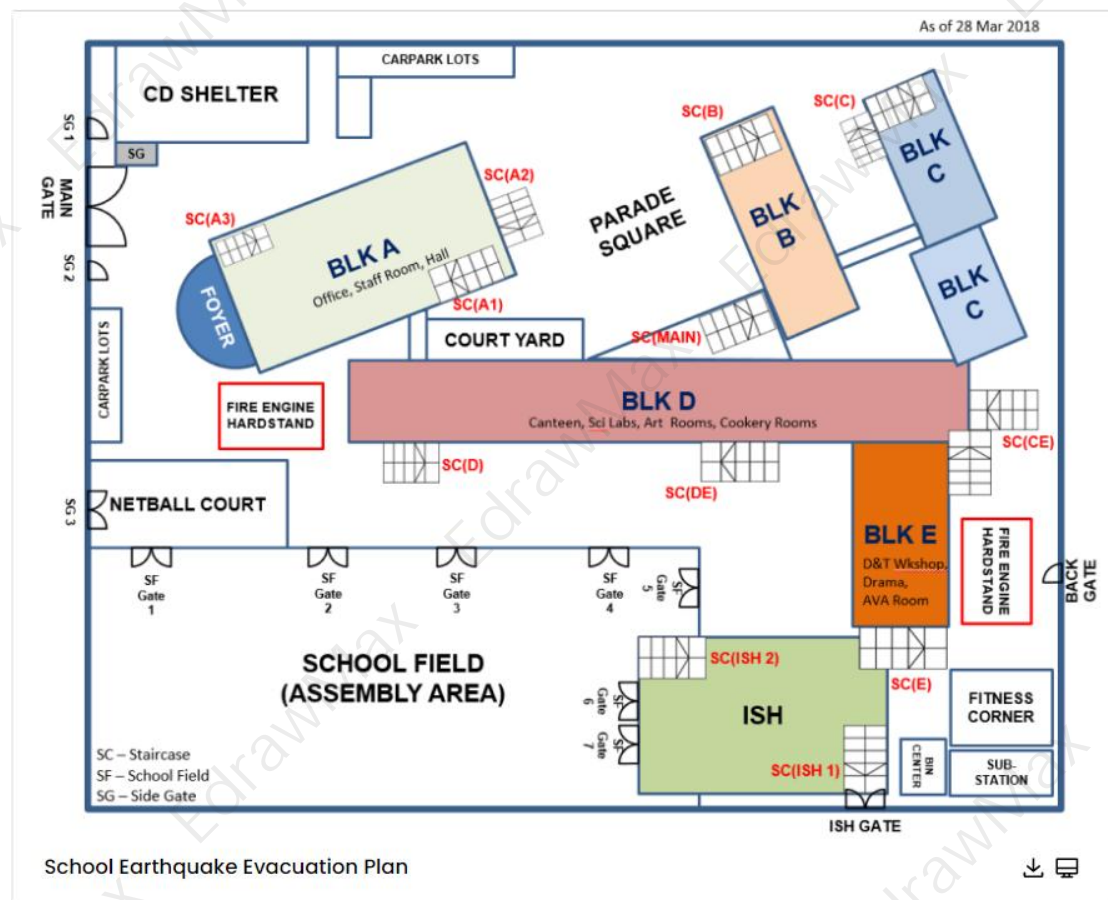 As of 28 Mar 2018
CARPARK LOTS
CD SHELTER
SG 1
SG
MAIN
GATE
SG 2
SC(A3)
SC(A2)
BLK A
Office, Staff Room, Hall
SC(A1)
FOYER
PARADE
SQUARE
SC(B)
BLK
B
SC(C)
BLK
C
BLK
C
CARPARK LOTS
COURT YARD
SC(MAIN)
FIRE ENGINE
HARDSTAND
BLK D
Canteen, Sci Labs, Art Rooms, Cookery Rooms
SC(CE)
SC(D)
SC(DE)
SG 3
NETBALL COURT
BLK E
D&T Wkshop,
Drama,
AVA Room
FIRE ENGINE
HARDSTAND
BACK
GATE
SF
Gate
1
SF
Gate
2
SF
Gate
3
SF
Gate
4
SF
Gate
5
SCHOOL FIELD
(ASSEMBLY AREA)
SC(ISH 2)
SC(E)
SF
Gate
6
SF
Gate
7
ISH
FITNESS
CORNER
SC(ISH 1)
BIN
CENTER
SUB-
STATION
SC – Staircase
SF – School Field
SG – Side Gate
ISH GATE
School Earthquake Evacuation Plan
EdrawMax
EdrawMax
EdrawMax
EdrawMax
EdrawMax
EdrawMax